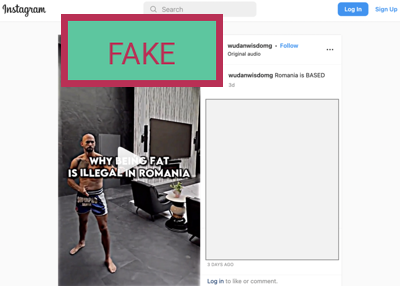 Instagram
Search
Log In
Sign Up
FAKE
wudanwisdomg • Follow
Original audio
wudanwisdomg Romania is BASED
3d
WHY BEING FAT
IS ILLEGAL IN ROMANIA
3 DAYS AGO
Log in to like or comment.